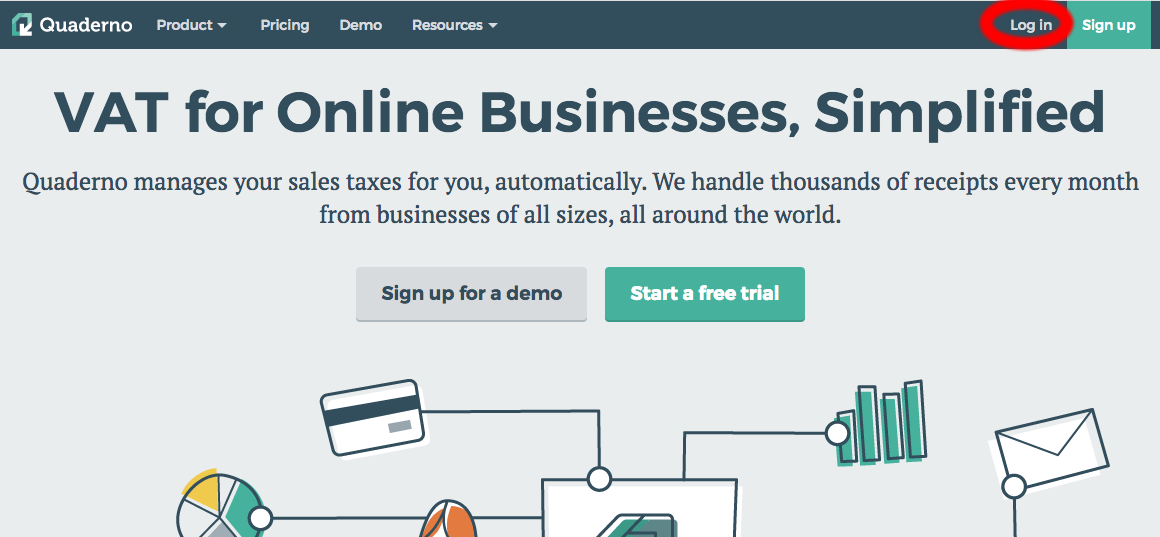 Quaderno Product Pricing Demo Resources Log in Sign up
VAT for Online Businesses, Simplified
Quaderno manages your sales taxes for you, automatically. We handle thousands of receipts every month
from businesses of all sizes, all around the world.
Sign up for a demo Start a free trial